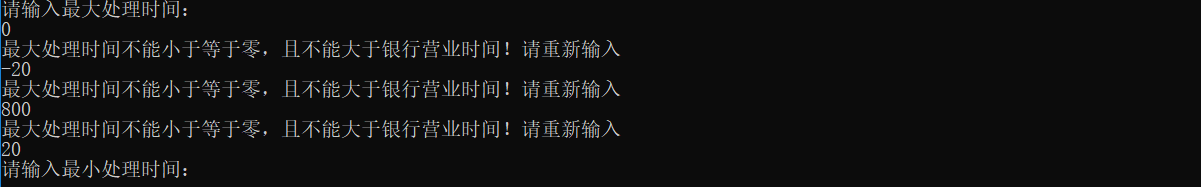 请输入最大处理时间：
0
最大处理时间不能小于等于零，且不能大于银行营业时间！请重新输入
-20
最大处理时间不能小于等于零，且不能大于银行营业时间！请重新输入
800
最大处理时间不能小于等于零，且不能大于银行营业时间！请重新输入
20
请输入最小处理时间：